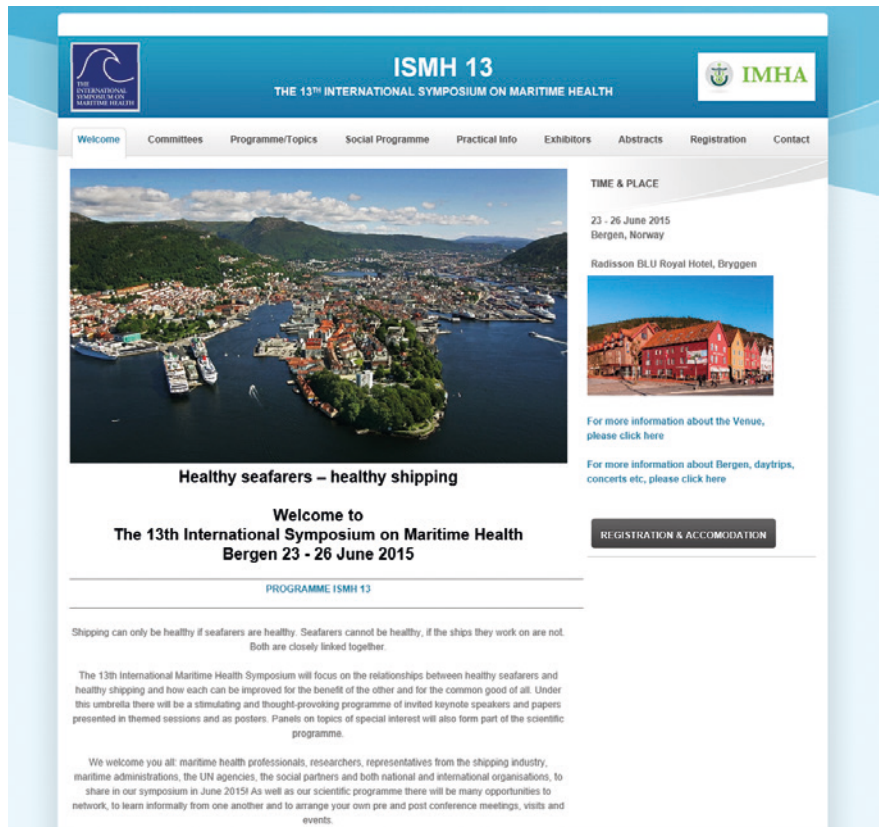 THE
INTERNATIONAL
SYMPOSIUM ON
MARITIME HEALTH
ISMH 13
THE 13TH INTERNATIONAL SYMPOSIUM ON MARITIME HEALTH
IMHA
Welcome Committees Programme/Topics Social Programme Practical Info Exhibitors Abstracts Registration Contact
Healthy seafarers – healthy shipping
Welcome to
The 13th International Symposium on Maritime Health
Bergen 23 - 26 June 2015
PROGRAMME ISMH 13
Shipping can only be healthy if seafarers are healthy. Seafarers cannot be healthy, if the ships they work on are not.
Both are closely linked together.
The 13th International Maritime Health Symposium will focus on the relationships between healthy seafarers and
healthy shipping and how each can be improved for the benefit of the other and for the common good of all. Under
this umbrella there will be a stimulating and thought-provoking programme of invited keynote speakers and papers
presented in themed sessions and as posters. Panels on topics of special interest will also form part of the scientific
programme.
We welcome you all: maritime health professionals, researchers, representatives from the shipping industry,
maritime administrations, the UN agencies, the social partners and both national and international organisations, to
share in our symposium in June 2015! As well as our scientific programme there will be many opportunities to
network, to learn informally from one another and to arrange your own pre and post conference meetings, visits and
events.
TIME & PLACE
23 - 26 June 2015
Bergen, Norway
Radisson BLU Royal Hotel, Bryggen
For more information about the Venue,
please click here
For more information about Bergen, daytrips,
concerts etc, please click here
REGISTRATION & ACCOMODATION